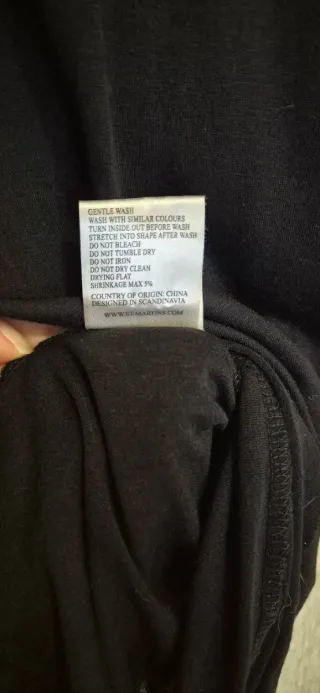 GENTLE WASH
WASH WITH SIMILAR COLOURS
TURN INSIDE OUT BEFORE WASH
STRETCH INTO SHAPE AFTER WASH
DO NOT BLEACH
DO NOT TUMBLE DRY
DO NOT IRON
DO NOT DRY CLEAN
DRYING FLAT
SHRINKAGE MAX 5%
COUNTRY OF ORIGIN: CHINA
DESIGNED IN SCANDINAVIA